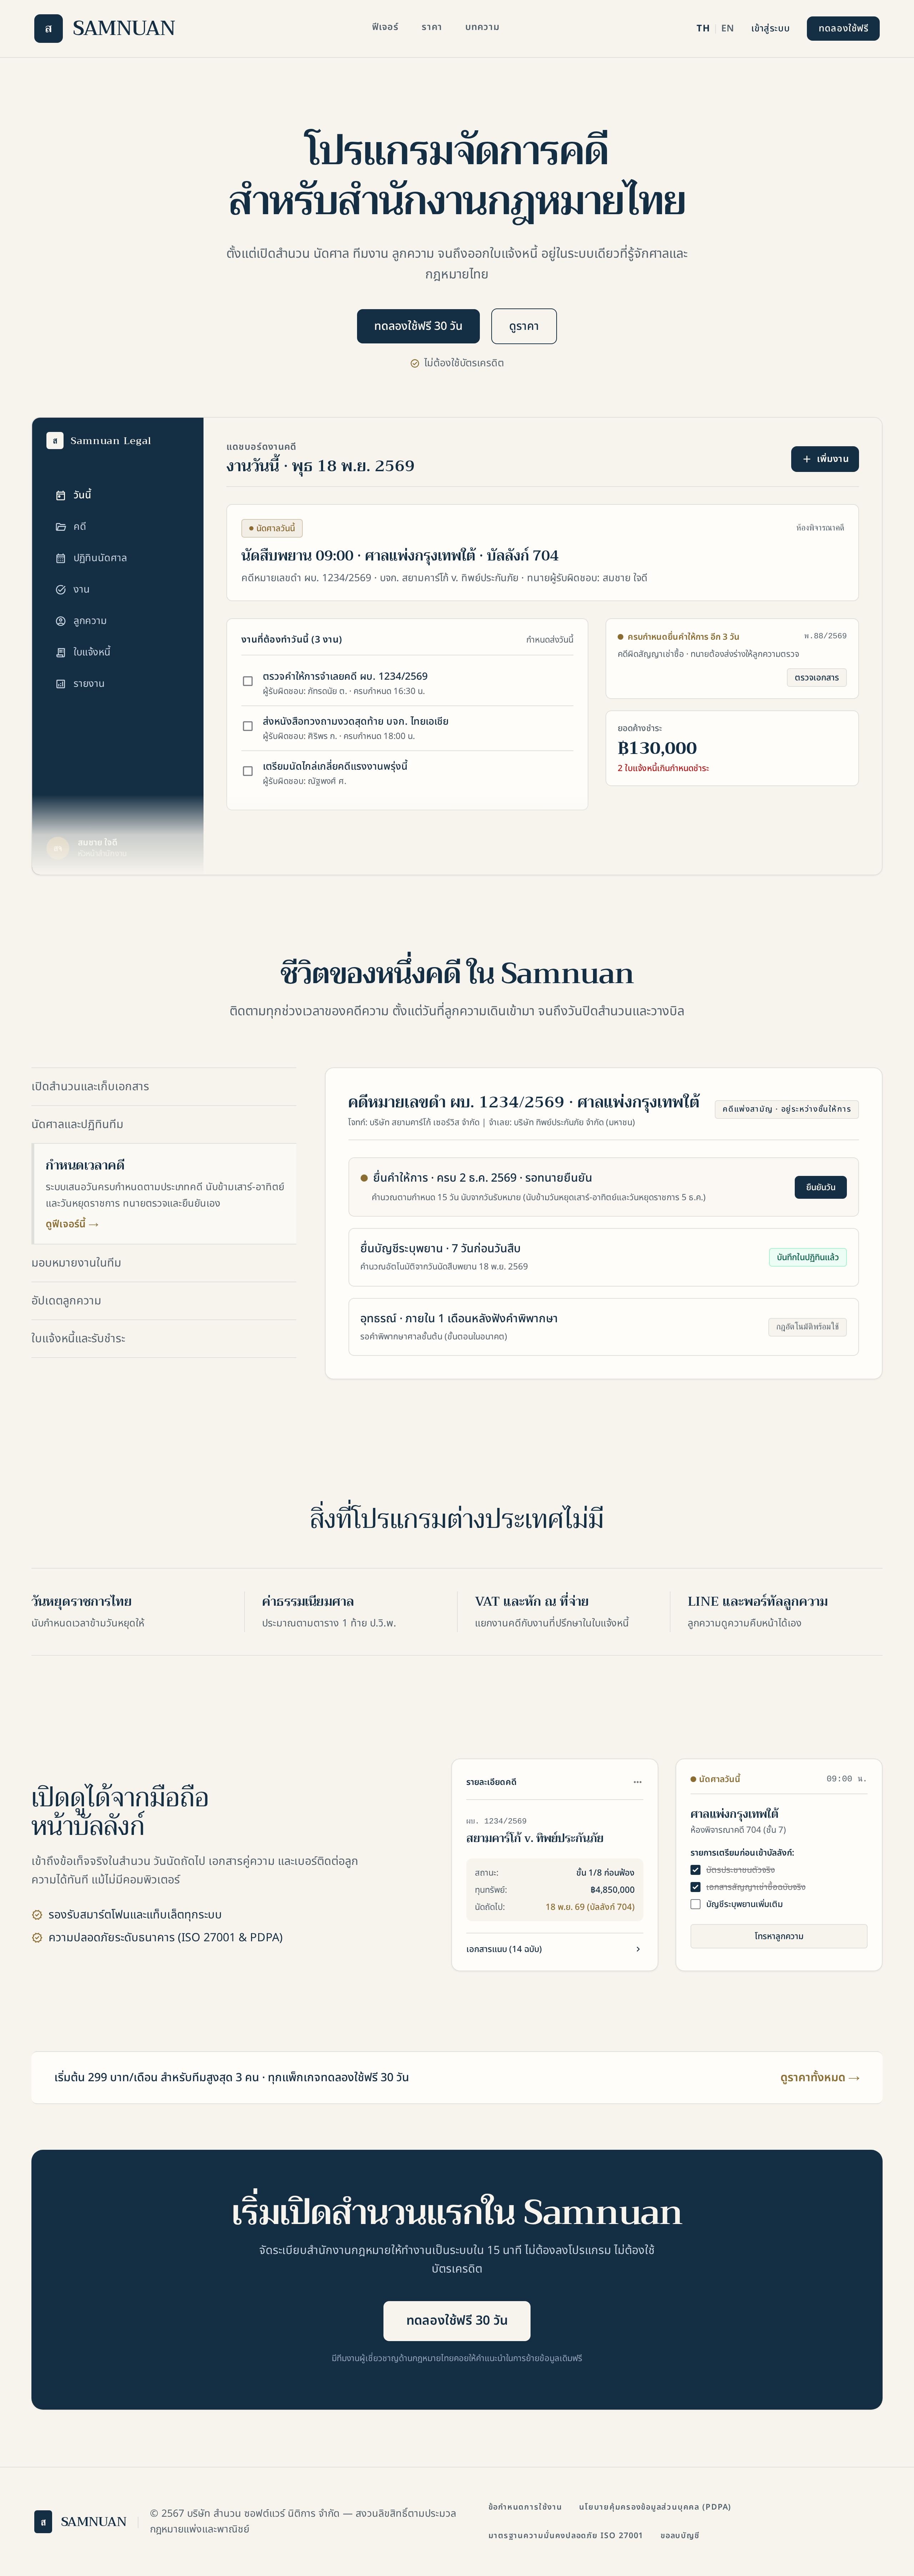 ส SAMNUAN
ฟีเจอร์ ราคา บทความ
TH | EN เข้าสู่ระบบ ทดลองใช้ฟรี
โปรแกรมจัดการคดี
สำหรับสำนักงานกฎหมายไทย
ตั้งแต่เปิดสำนวน นัดศาล ทีมงาน ลูกความ จนถึงออกใบแจ้งหนี้ อยู่ในระบบเดียวที่รู้จักศาลและ
กฎหมายไทย
ทดลองใช้ฟรี 30 วัน ดูราคา
ไม่ต้องใช้บัตรเครดิต
ส Samnuan Legal
วันนี้
คดี
ปฏิทินนัดศาล
งาน
ลูกความ
ใบแจ้งหนี้
รายงาน
สมชาย ใจดี
แดชบอร์ดงานคดี
งานวันนี้ · พุธ 18 พ.ย. 2569
+ เพิ่มงาน
นัดศาลวันนี้ ห้องพิจารณาคดี
นัดสืบพยาน 09:00 · ศาลแพ่งกรุงเทพใต้ · บัลลังก์ 704
คดีหมายเลขดำ ผบ. 1234/2569 · บจก. สยามคาร์โก้ v. ทิพย์ประกันภัย · ทนายผู้รับผิดชอบ: สมชาย ใจดี
งานที่ต้องทำวันนี้ (3 งาน) กำหนดส่งวันนี้
ตรวจคำให้การจำเลยคดี ผบ. 1234/2569
ผู้รับผิดชอบ: ภัทรดนัย ต. · ครบกำหนด 16:30 น.
ส่งหนังสือทวงถามงวดสุดท้าย บจก. ไทยเอเชีย
ผู้รับผิดชอบ: ศิริพร ก. · ครบกำหนด 18:00 น.
เตรียมนัดไกล่เกลี่ยคดีแรงงานพรุ่งนี้
ผู้รับผิดชอบ: ณัฐพงศ์ ศ.
ครบกำหนดยื่นคำให้การ อีก 3 วัน พ.88/2569
คดีผิดสัญญาเช่าซื้อ · ทนายต้องส่งร่างให้ลูกความตรวจ
ตรวจเอกสาร
ยอดค้างชำระ
฿130,000
2 ใบแจ้งหนี้เกินกำหนดชำระ
ชีวิตของหนึ่งคดี ใน Samnuan
ติดตามทุกช่วงเวลาของคดีความ ตั้งแต่วันที่ลูกความเดินเข้ามา จนถึงวันปิดสำนวนและวางบิล
เปิดสำนวนและเก็บเอกสาร
นัดศาลและปฏิทินทีม
กำหนดเวลาคดี
ระบบเสนอวันครบกำหนดตามประเภทคดี นับข้ามเสาร์-อาทิตย์
และวันหยุดราชการ ทนายตรวจและยืนยันเอง
ดูฟีเจอร์นี้ →
มอบหมายงานในทีม
อัปเดตลูกความ
ใบแจ้งหนี้และรับชำระ
คดีหมายเลขดำ ผบ. 1234/2569 · ศาลแพ่งกรุงเทพใต้
โจทก์: บริษัท สยามคาร์โก้ เซอร์วิส จำกัด | จำเลย: บริษัท ทิพย์ประกันภัย จำกัด (มหาชน)
คดีแพ่งสามัญ · อยู่ระหว่างชั้นให้การ
ยื่นคำให้การ · ครบ 2 ธ.ค. 2569 · รอทนายยืนยัน
คำนวณตามกำหนด 15 วัน นับจากวันรับหมาย (นับข้ามวันหยุดเสาร์-อาทิตย์และวันหยุดราชการ 5 ธ.ค.)
ยืนยันวัน
ยื่นบัญชีระบุพยาน · 7 วันก่อนวันสืบ
คำนวณอัตโนมัติจากวันนัดสืบพยาน 18 พ.ย. 2569
บันทึกในปฏิทินแล้ว
อุทธรณ์ · ภายใน 1 เดือนหลังฟังคำพิพากษา
รอคำพิพากษาศาลชั้นต้น (ขั้นตอนในอนาคต)
กฎอัตโนมัติพร้อมใช้
สิ่งที่โปรแกรมต่างประเทศไม่มี
วันหยุดราชการไทย
นับกำหนดเวลาข้ามวันหยุดให้
ค่าธรรมเนียมศาล
ประมาณตามตาราง 1 ท้าย ป.วิ.พ.
VAT และหัก ณ ที่จ่าย
แยกงานคดีกับงานที่ปรึกษาในใบแจ้งหนี้
LINE และพอร์ทัลลูกความ
ลูกความดูความคืบหน้าได้เอง
เปิดดูได้จากมือถือ
หน้าบัลลังก์
เข้าถึงข้อเท็จจริงในสำนวน วันนัดถัดไป เอกสารคู่ความ และเบอร์ติดต่อลูก
ความได้ทันที แม้ไม่มีคอมพิวเตอร์
รองรับสมาร์ตโฟนและแท็บเล็ตทุกระบบ
ความปลอดภัยระดับธนาคาร (ISO 27001 & PDPA)
รายละเอียดคดี ···
ผบ. 1234/2569
สยามคาร์โก้ v. ทิพย์ประกันภัย
สถานะ: ชั้น 1/8 ก่อนฟ้อง
ทุนทรัพย์: ฿4,850,000
นัดถัดไป: 18 พ.ย. 69 (บัลลังก์ 704)
เอกสารแนบ (14 ฉบับ) ›
นัดศาลวันนี้ 09:00 น.
ศาลแพ่งกรุงเทพใต้
ห้องพิจารณาคดี 704 (ชั้น 7)
รายการเตรียมก่อนเข้าบัลลังก์:
บัตรประชาชนตัวจริง
เอกสารสัญญาเช่าซื้อฉบับจริง
บัญชีระบุพยานเพิ่มเติม
โทรหาลูกความ
เริ่มต้น 299 บาท/เดือน สำหรับทีมสูงสุด 3 คน · ทุกแพ็กเกจทดลองใช้ฟรี 30 วัน ดูราคาทั้งหมด →
เริ่มเปิดสำนวนแรกใน Samnuan
จัดระเบียบสำนักงานกฎหมายให้ทำงานเป็นระบบใน 15 นาที ไม่ต้องลงโปรแกรม ไม่ต้องใช้
บัตรเครดิต
ทดลองใช้ฟรี 30 วัน
มีทีมงานผู้เชี่ยวชาญด้านกฎหมายไทยคอยให้คำแนะนำในการย้ายข้อมูลเดิมฟรี
ส SAMNUAN
© 2567 บริษัท สำนวน ซอฟต์แวร์ นิติการ จำกัด — สงวนลิขสิทธิ์ตามประมวล
กฎหมายแพ่งและพาณิชย์
ข้อกำหนดการใช้งาน นโยบายคุ้มครองข้อมูลส่วนบุคคล (PDPA)
มาตรฐานความมั่นคงปลอดภัย ISO 27001 ขอลบบัญชี